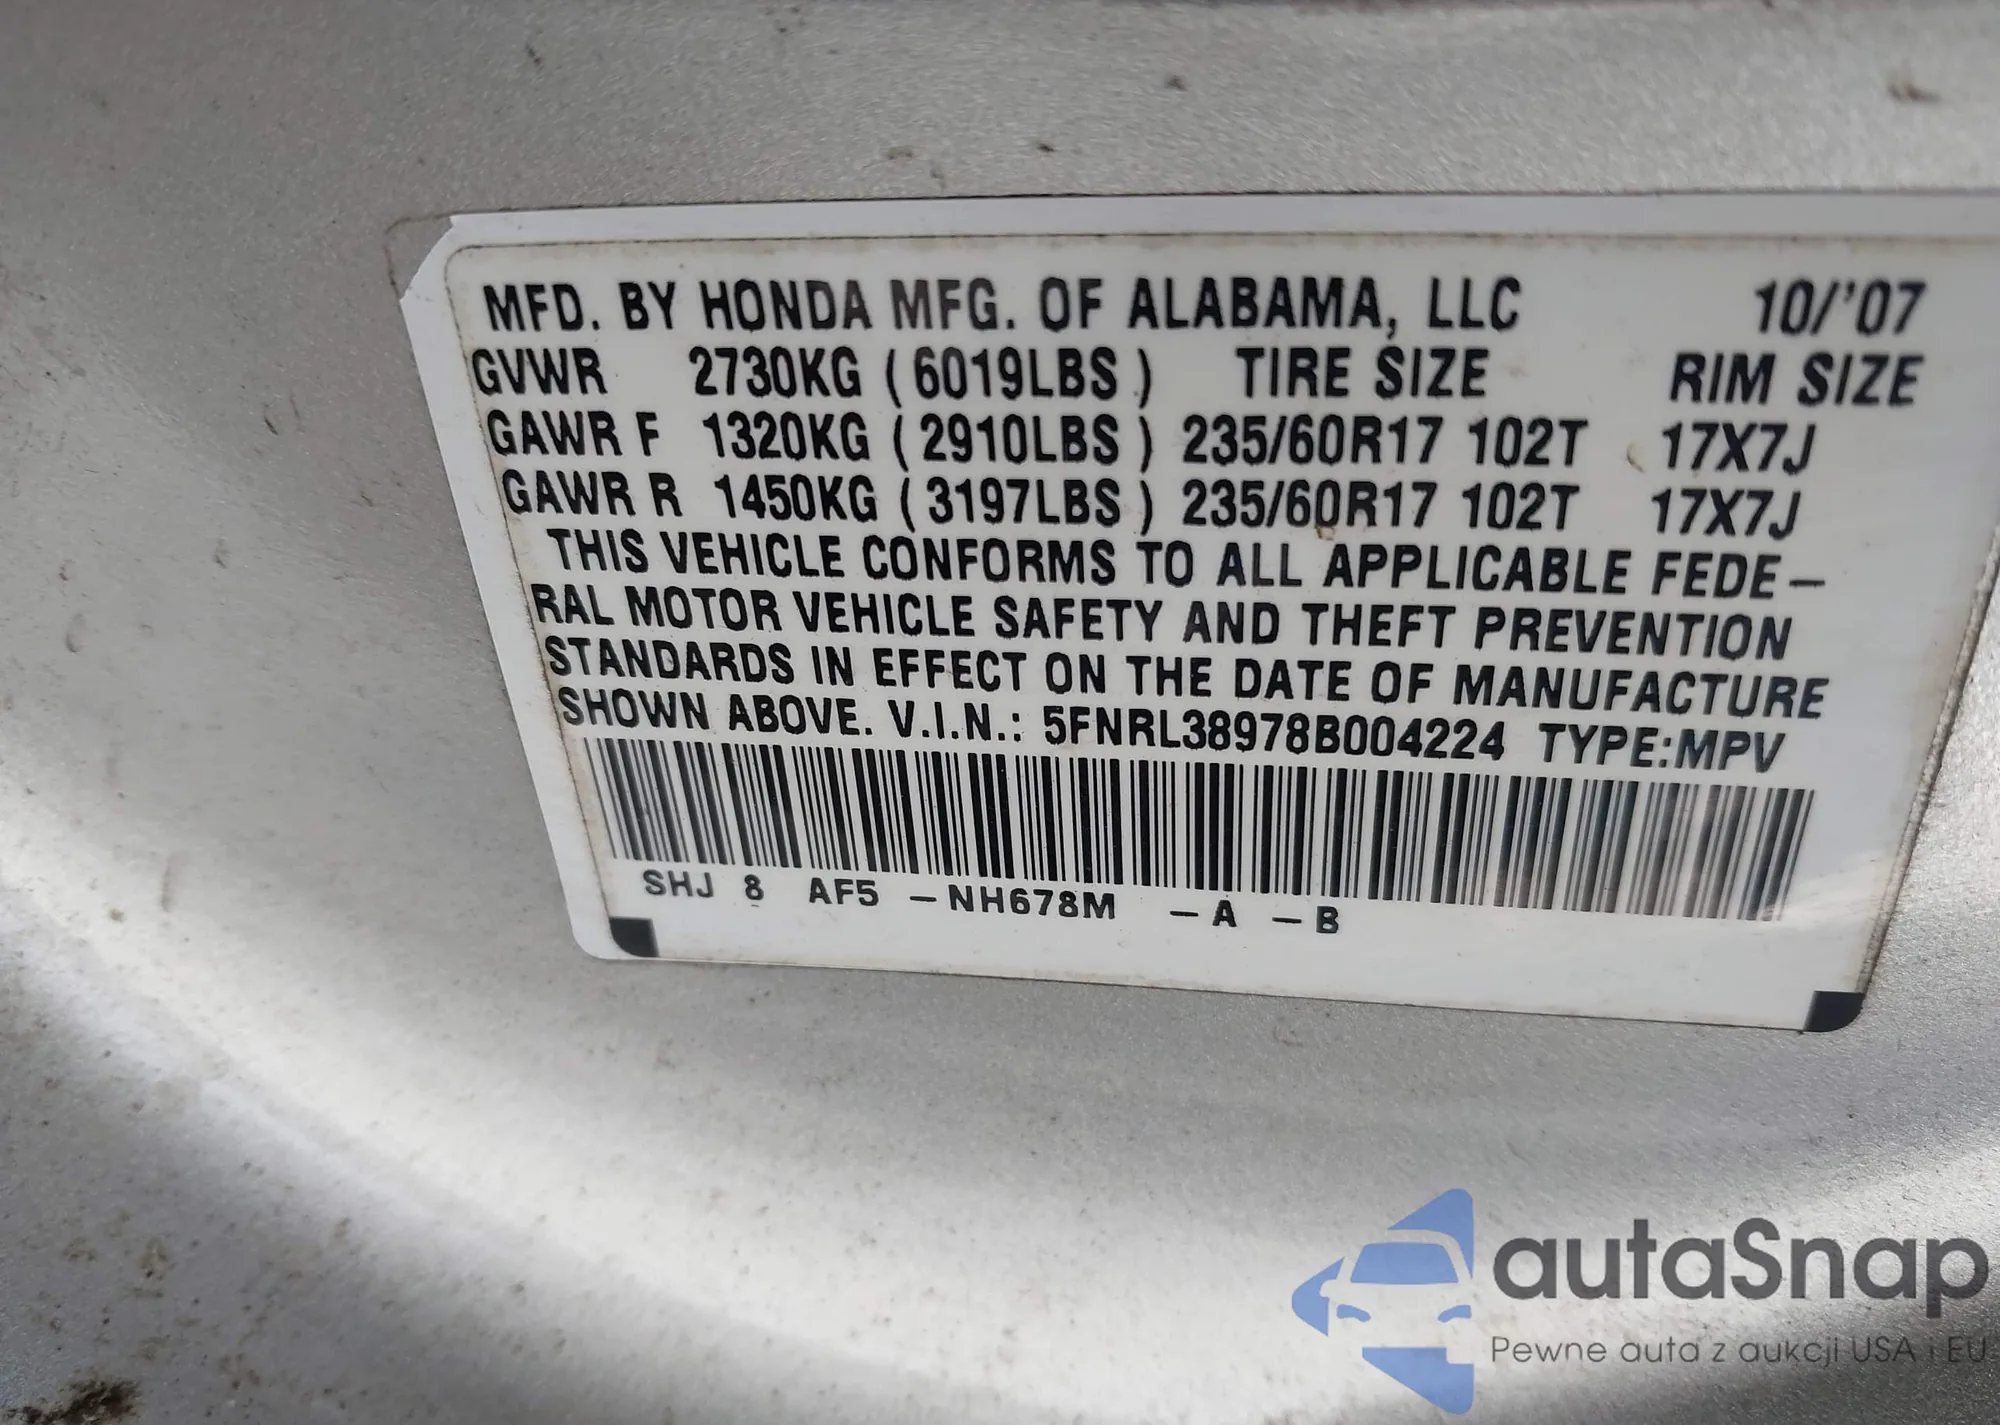 MFD. BY HONDA MFG. OF ALABAMA, LLC 10/'07
GVWR 2730KG (6019LBS) TIRE SIZE RIM SIZE
GAWR F 1320KG (2910LBS) 235/60R17 102T 17X7J
GAWR R 1450KG (3197LBS) 235/60R17 102T 17X7J
THIS VEHICLE CONFORMS TO ALL APPLICABLE FEDE-
RAL MOTOR VEHICLE SAFETY AND THEFT PREVENTION
STANDARDS IN EFFECT ON THE DATE OF MANUFACTURE
SHOWN ABOVE. V.I.N.: 5FNRL38978B004224 TYPE:MPV
SHJ 8 AF5 -NH678M -A -B
autaSnap
Pewne auta z aukcji USA i EU